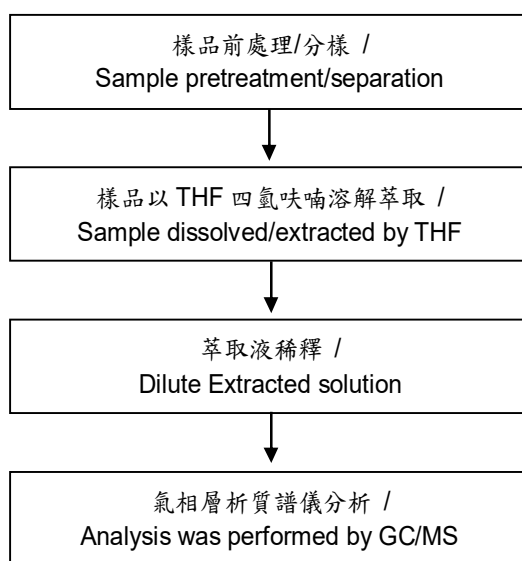 樣品前處理/分樣 /
Sample pretreatment/separation
樣品以 THF 四氫呋喃溶解萃取 /
Sample dissolved/extracted by THF
萃取液稀釋 /
Dilute Extracted solution
氣相層析質譜儀分析 /
Analysis was performed by GC/MS